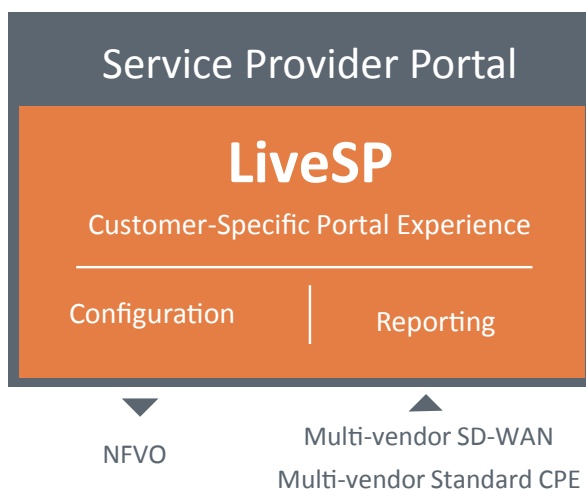 Service Provider Portal
LiveSP
Customer-Specific Portal Experience
Configuration
Reporting
NFVO
Multi-vendor SD-WAN
Multi-vendor Standard CPE